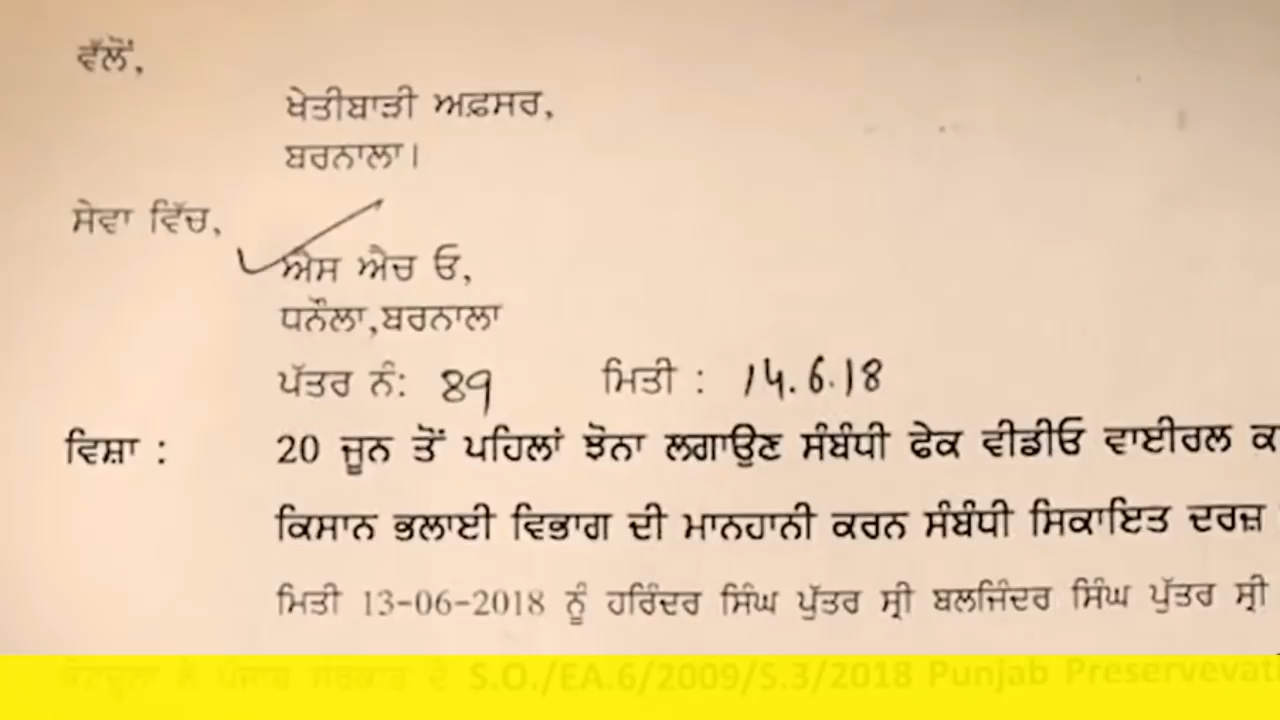 ਵੱਲੋਂ,
ਖੇਤੀਬਾੜੀ ਅਫ਼ਸਰ,
ਬਰਨਾਲਾ।
ਸੇਵਾ ਵਿੱਚ,
ਐਸ ਐਚ ਓ,
ਧਨੌਲਾ,ਬਰਨਾਲਾ
ਪੱਤਰ ਨੰ: 89 ਮਿਤੀ : 14.6.18
ਵਿਸ਼ਾ : 20 ਜੂਨ ਤੋਂ ਪਹਿਲਾਂ ਝੋਨਾ ਲਗਾਉਣ ਸੰਬੰਧੀ ਫੇਕ ਵੀਡੀਓ ਵਾਈਰਲ
ਕਿਸਾਨ ਭਲਾਈ ਵਿਭਾਗ ਦੀ ਮਾਨਹਾਨੀ ਕਰਨ ਸੰਬੰਧੀ ਸਿਕਾਇਤ ਦਰਜ਼
ਮਿਤੀ 13-06-2018 ਨੂੰ ਹਰਿੰਦਰ ਸਿੰਘ ਪੁੱਤਰ ਸ੍ਰੀ ਬਲਜਿੰਦਰ ਸਿੰਘ ਪੁੱਤਰ ਸ੍ਰੀ
ਨੇ ਪੰਜਾਬ ਸਰਕਾਰ ਦੇ S.O./EA.6/2009/S.3/2018 Punjab